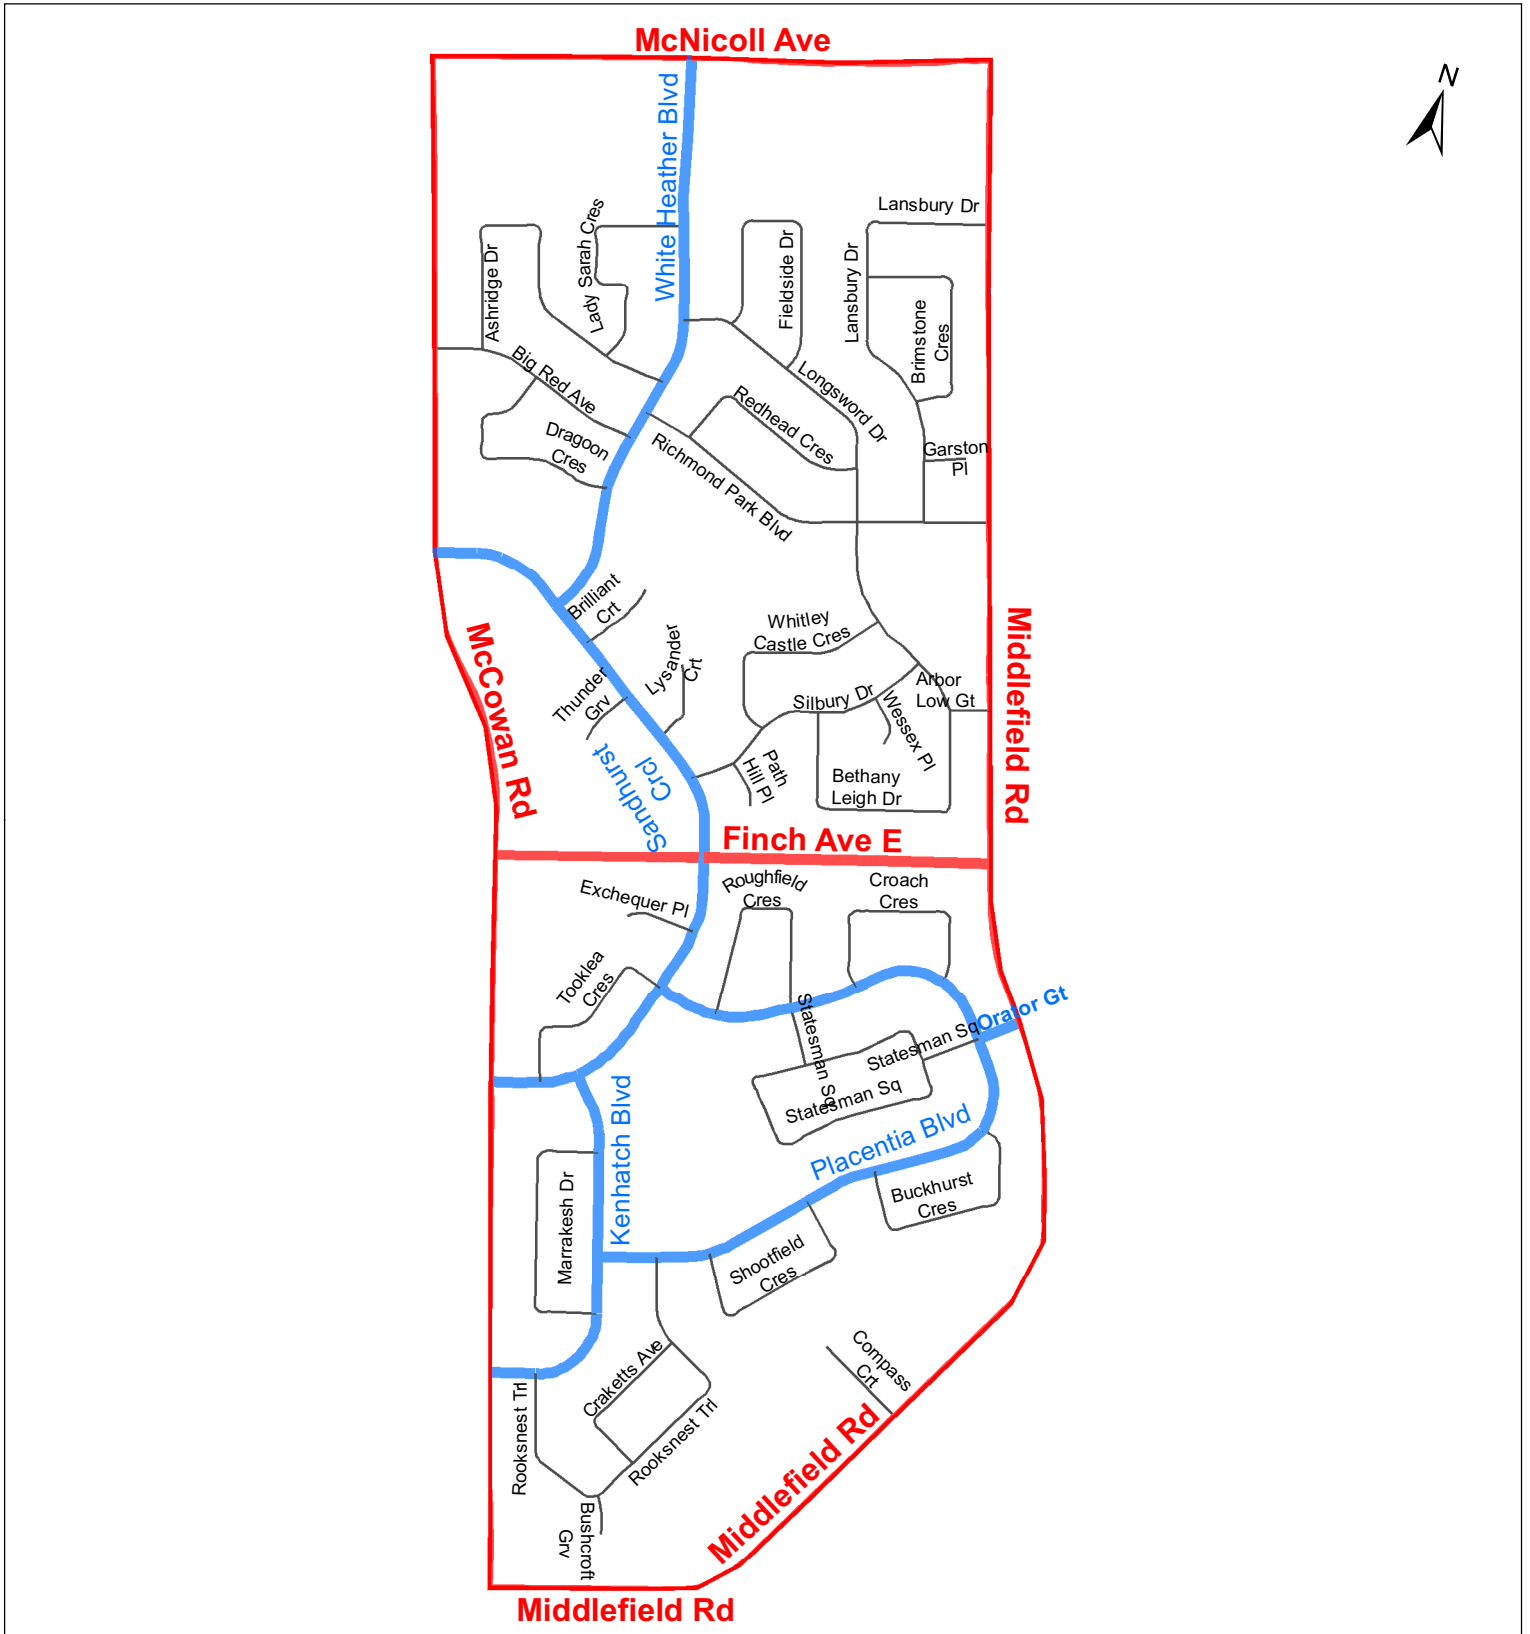 McNicoll Ave
N
White Heather Blvd
Lansbury Dr
Ashridge Dr
Lady Sarah Cres
Fieldside Dr
Lansbury Dr
Brimstone
Cres
Big Red Ave
Longsword Dr
Redhead Cres
Dragoon
Cres
Richmond Park Blvd
Garston
Pl
Brilliant
Crt
Whitley
Castle Cres
McCowan Rd
Middlefield Rd
Lysander
Crt
Thunder
Grv
Arbor
Low Gt
Silbury Dr
Wessex Pl
Sandhurst
Crcl
Path
Hill Pl
Bethany
Leigh Dr
Finch Ave E
Exchequer Pl
Roughfield
Cres
Croach
Cres
Tooklea
Cres
Statesman Sq
Statesman Sq
Orator Gt
Statesman Sq
Kenhatch Blvd
Placentia Blvd
Marrakesh Dr
Buckhurst
Cres
Shootfield
Cres
Craketts Ave
Compass
Crt
Rooksnest Trl
Rooksnest Trl
Bushcroft
Grv
Middlefield Rd
Middlefield Rd